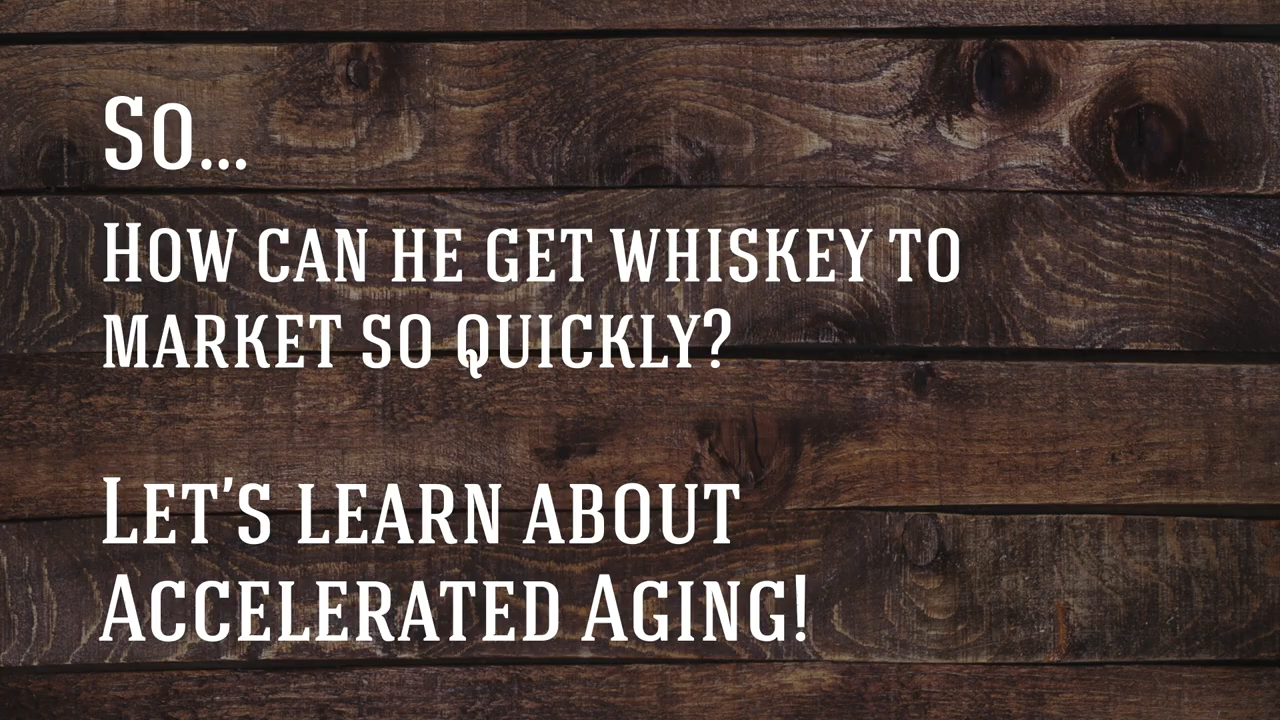 So...
How can he get whiskey to
market so quickly?
Let's learn about
Accelerated Aging!